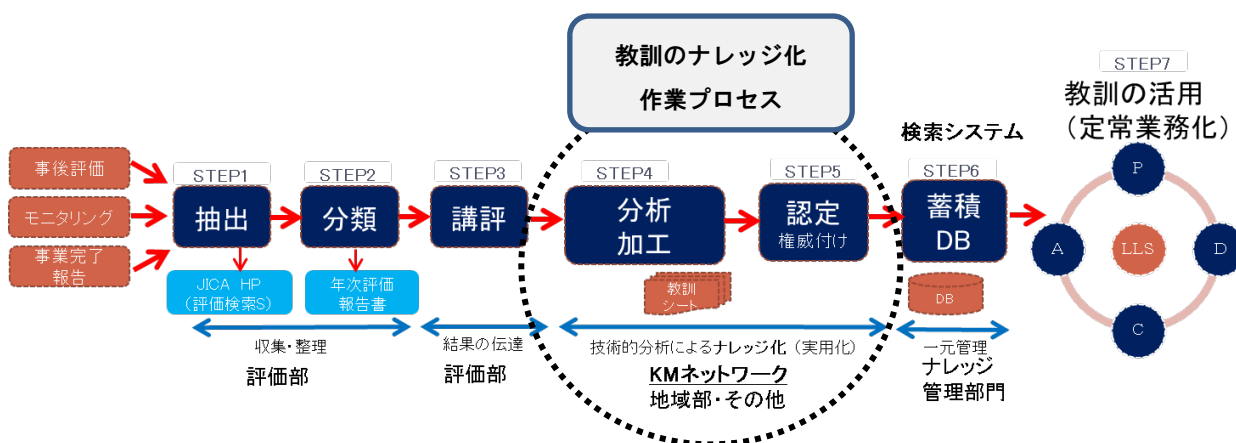 教訓のナレッジ化
作業プロセス
事後評価
モニタリング
事業完了
報告
STEP1
抽出
JICA HP
(評価検索S)
STEP2
分類
年次評価
報告書
STEP3
講評
STEP4
分析
加工
教訓
シート
STEP5
認定
権威付け
検索システム
STEP6
蓄積
DB
DB
STEP7
教訓の活用
(定常業務化)
P
A
LLS
D
C
収集・整理
評価部
結果の伝達
評価部
技術的分析によるナレッジ化（実用化）
KMネットワーク
地域部・その他
一元管理
ナレッジ
管理部門